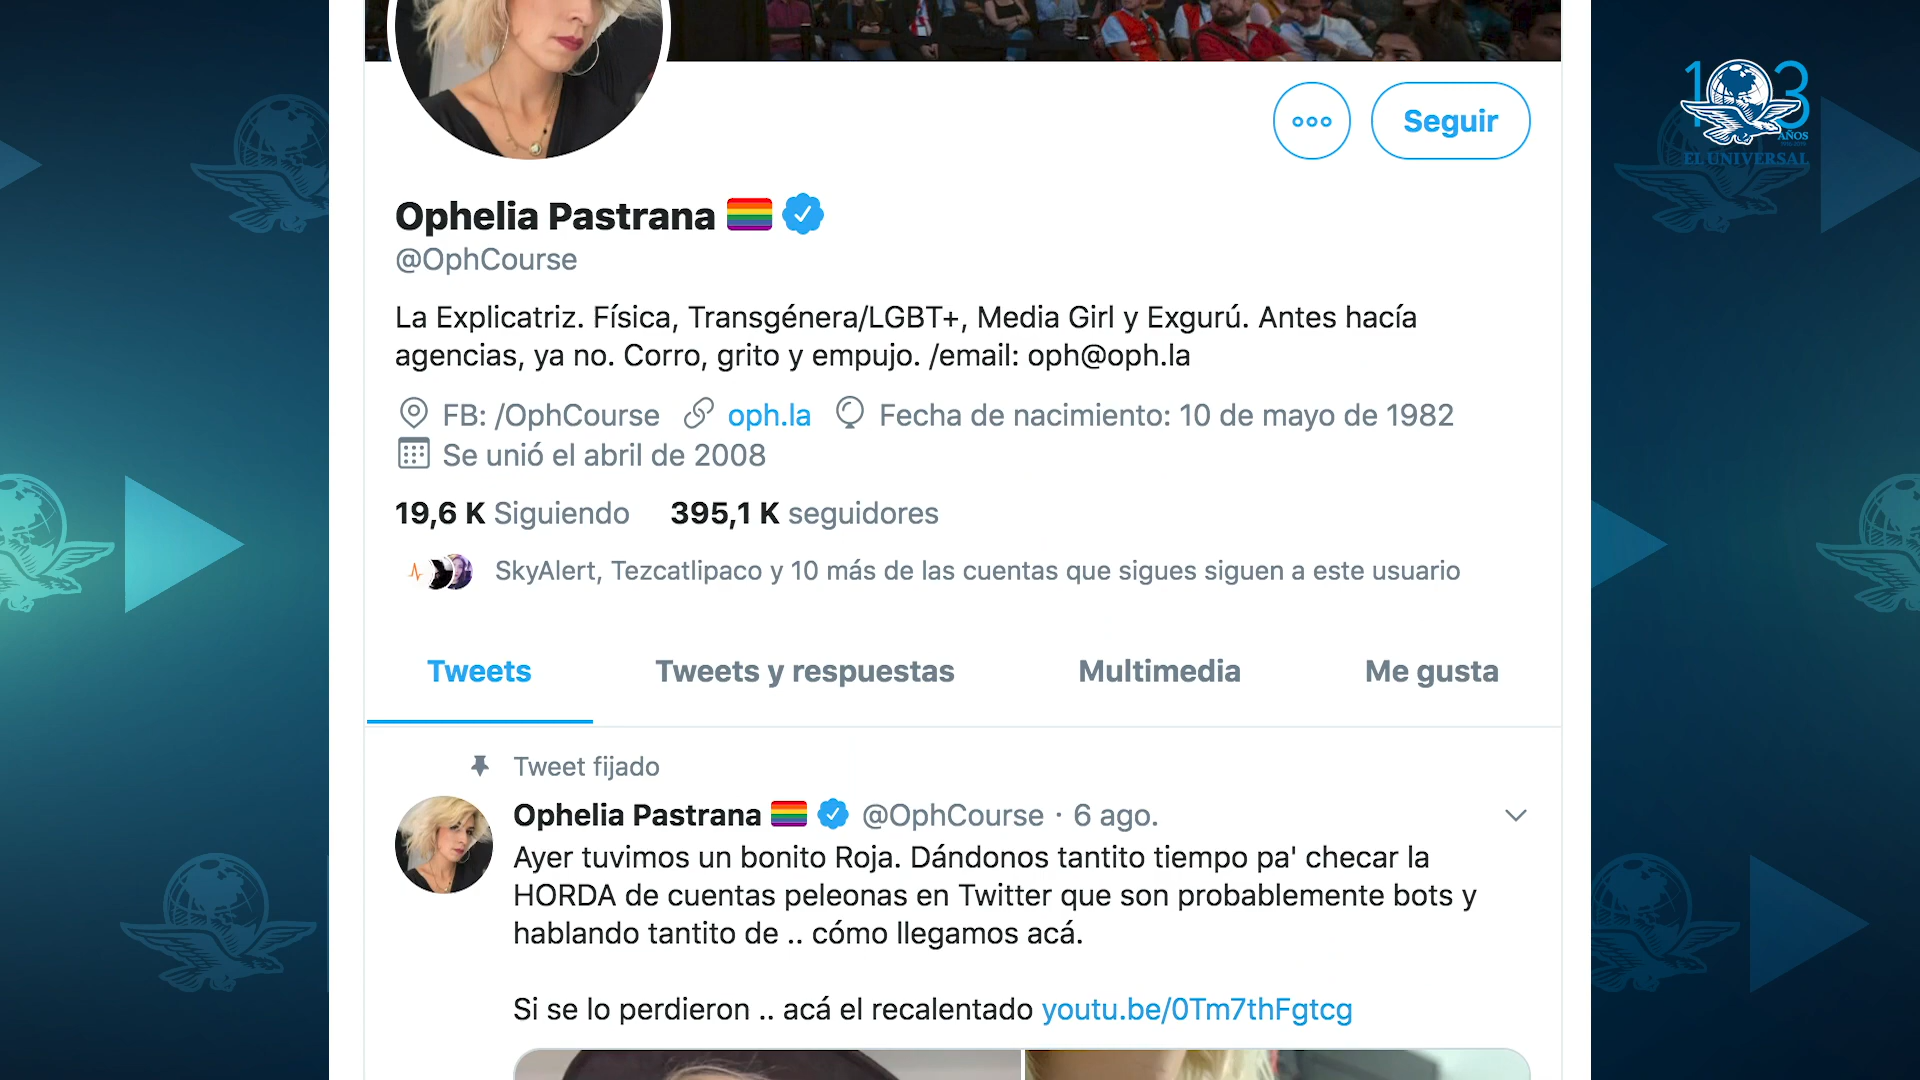 103
AÑOS
EL UNIVERSAL
Seguir
Ophelia Pastrana
@OphCourse
La Explicatriz. Física, Transgénera/LGBT+, Media Girl y Exgurú. Antes hacía
agencias, ya no. Corro, grito y empujo. /email: oph@oph.la
FB: /OphCourse oph.la Fecha de nacimiento: 10 de mayo de 1982
Se unió el abril de 2008
19,6 K Siguiendo 395,1 K seguidores
SkyAlert, Tezcatlipaco y 10 más de las cuentas que sigues siguen a este usuario
Tweets Tweets y respuestas Multimedia Me gusta
Tweet fijado
Ophelia Pastrana @OphCourse · 6 ago.
Ayer tuvimos un bonito Roja. Dándonos tantito tiempo pa' checar la
HORDA de cuentas peleonas en Twitter que son probablemente bots y
hablando tantito de .. cómo llegamos acá.
Si se lo perdieron .. acá el recalentado youtu.be/0Tm7thFgtcg